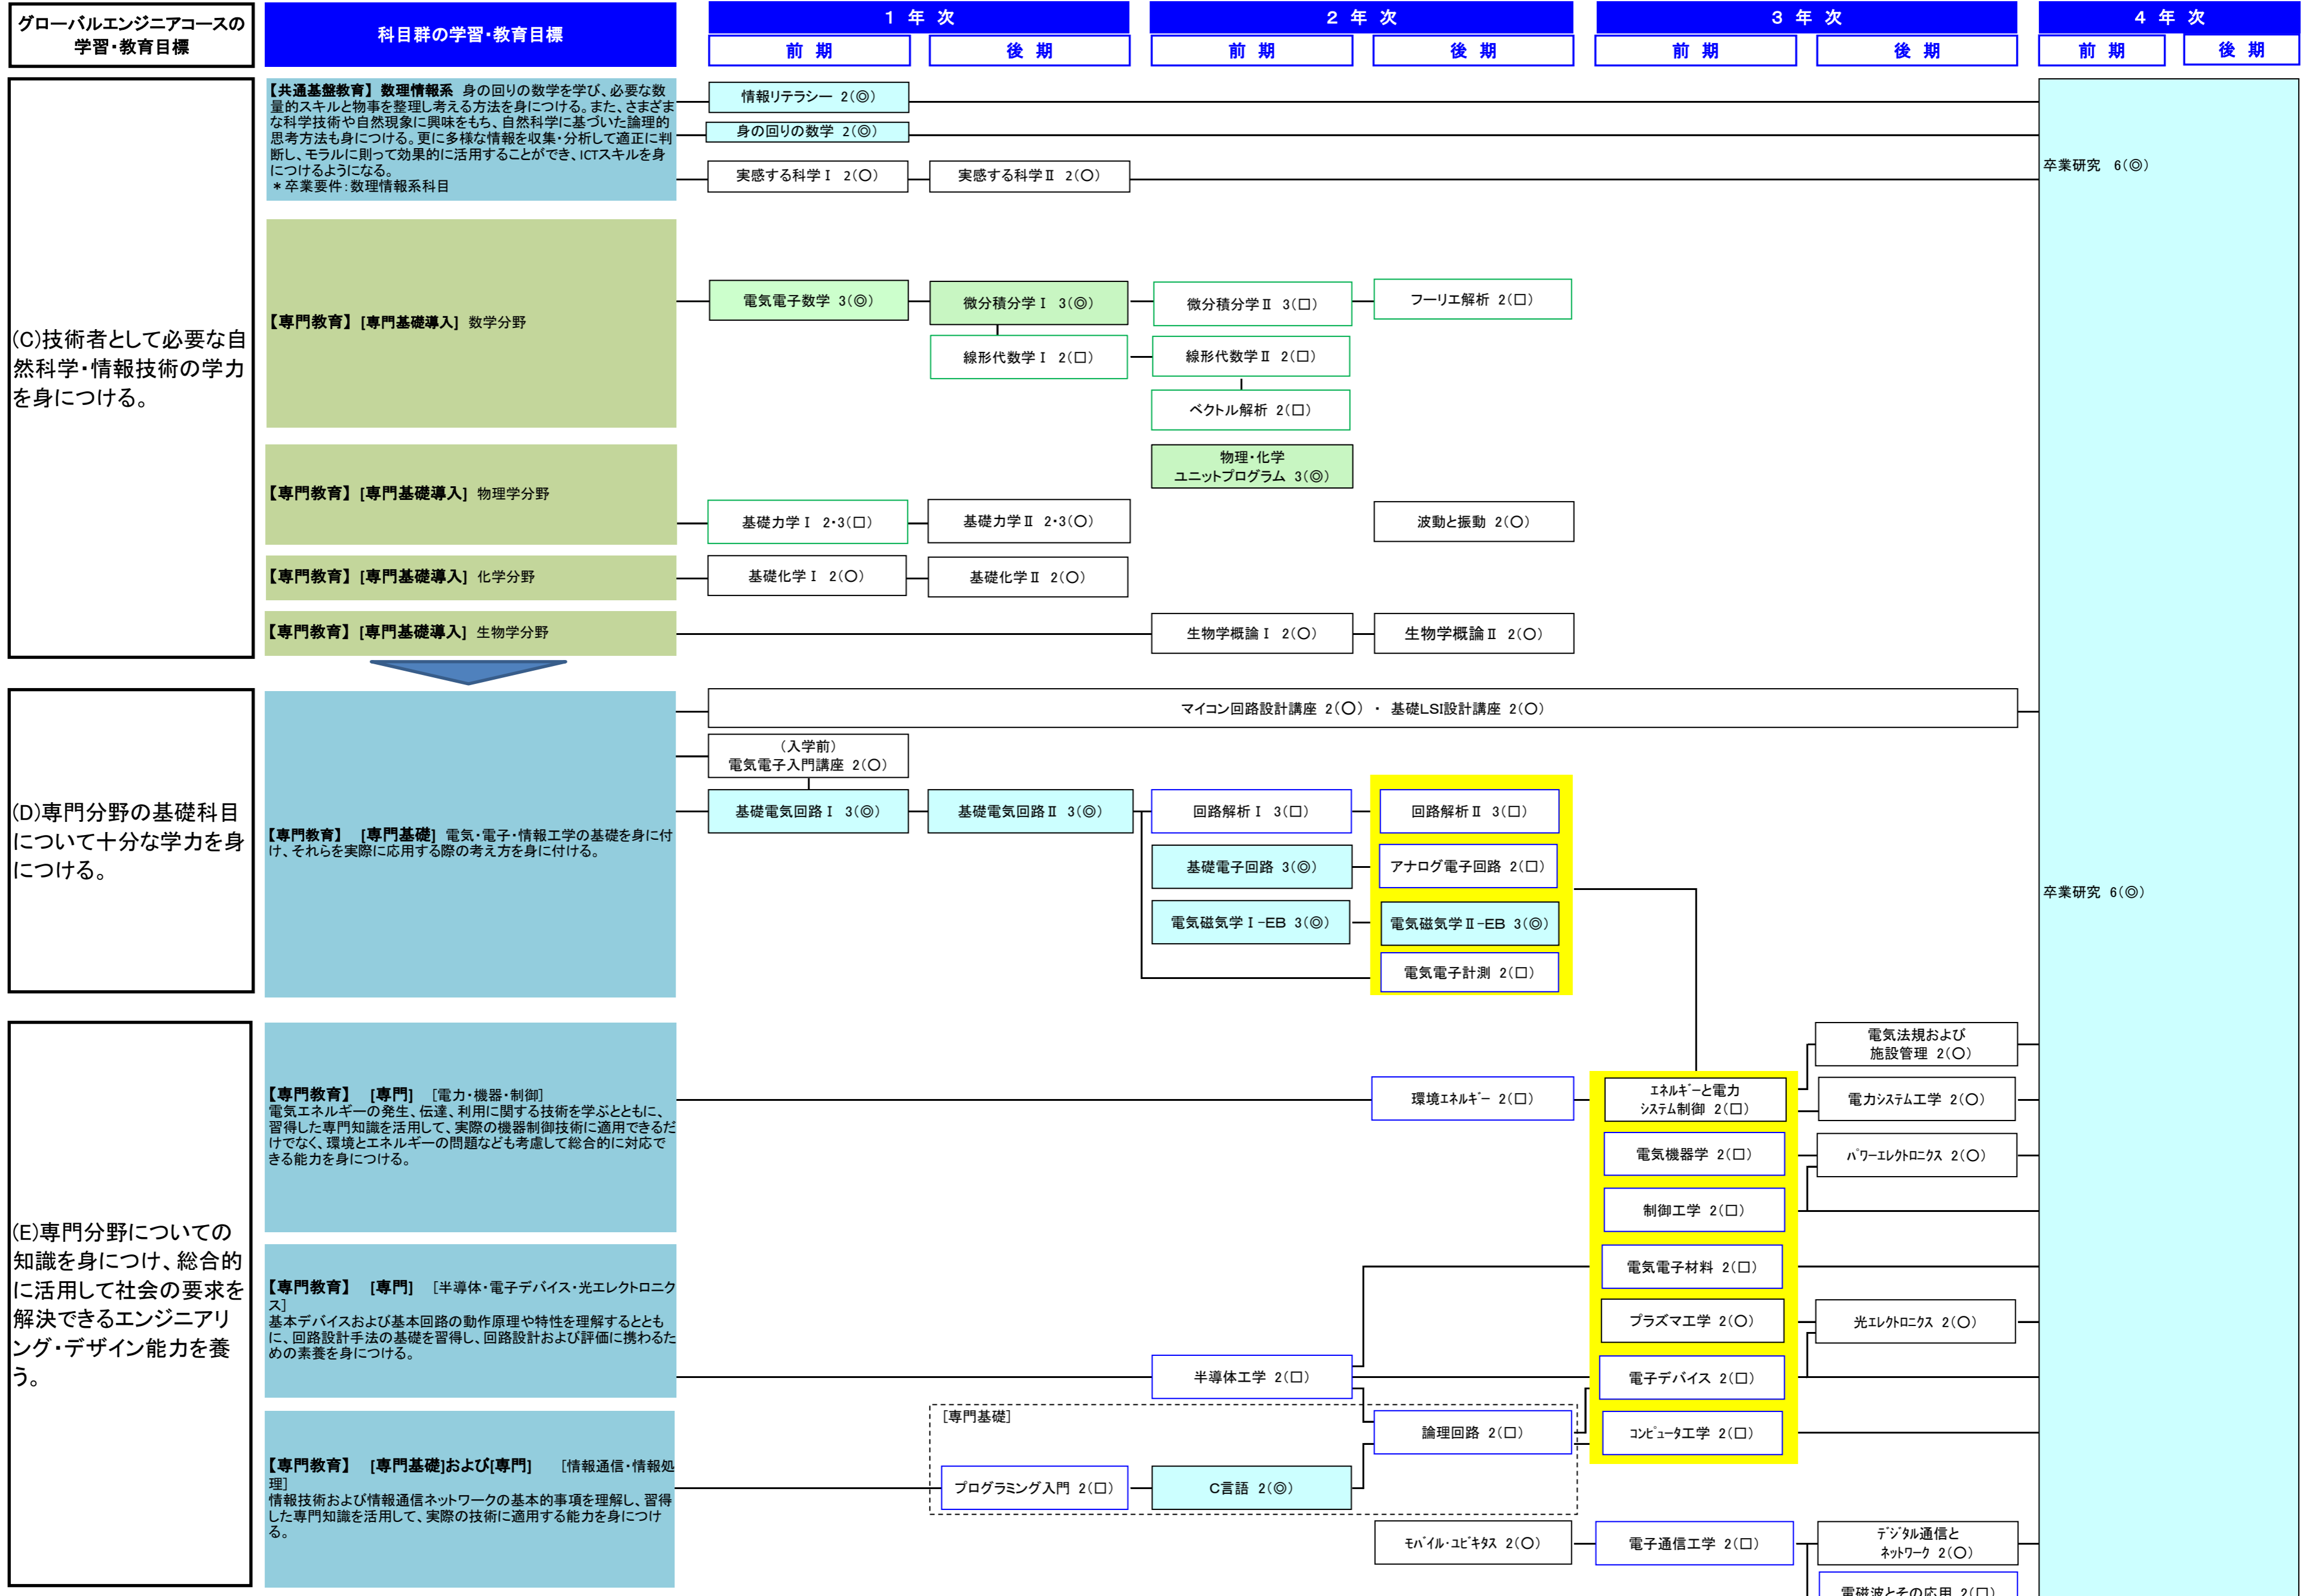 グローバルエンジニアコースの
学習・教育目標
科目群の学習・教育目標
１ 年 次
２ 年 次
３ 年 次
４ 年 次
前 期
後 期
前 期
後 期
前 期
後 期
前 期
後 期
(C)技術者として必要な自
然科学・情報技術の学力
を身につける。
【共通基盤教育】 数理情報系 身の回りの数学を学び、必要な数
量的スキルと物事を整理し考える方法を身につける。また、さまざま
な科学技術や自然現象に興味をもち、自然科学に基づいた論理的
思考方法も身につける。更に多様な情報を収集・分析して適正に判
断し、モラルに則って効果的に活用することができ、ICTスキルを身
につけるようになる。
＊卒業要件：数理情報系科目
情報リテラシー 2(◎)
身の回りの数学 2(◎)
実感する科学Ⅰ 2(○)
実感する科学Ⅱ 2(○)
卒業研究 6(◎)
【専門教育】 [専門基礎導入] 数学分野
電気電子数学 3(◎)
微分積分学Ⅰ 3(◎)
微分積分学Ⅱ 3(□)
フーリエ解析 2(□)
線形代数学Ⅰ 2(□)
線形代数学Ⅱ 2(□)
ベクトル解析 2(□)
【専門教育】 [専門基礎導入] 物理学分野
物理・化学
ユニットプログラム 3(◎)
基礎力学Ⅰ 2・3(□)
基礎力学Ⅱ 2・3(○)
波動と振動 2(○)
【専門教育】 [専門基礎導入] 化学分野
基礎化学Ⅰ 2(○)
基礎化学Ⅱ 2(○)
【専門教育】 [専門基礎導入] 生物学分野
生物学概論Ⅰ 2(○)
生物学概論Ⅱ 2(○)
(D)専門分野の基礎科目
について十分な学力を身
につける。
【専門教育】 [専門基礎] 電気・電子・情報工学の基礎を身に付
け、それらを実際に応用する際の考え方を身に付ける。
マイコン回路設計講座 2(○) ・ 基礎LSI設計講座 2(○)
(入学前)
電気電子入門講座 2(○)
基礎電気回路Ⅰ 3(◎)
基礎電気回路Ⅱ 3(◎)
回路解析Ⅰ 3(□)
回路解析Ⅱ 3(□)
基礎電子回路 3(◎)
アナログ電子回路 2(□)
電気磁気学Ⅰ-EB 3(◎)
電気磁気学Ⅱ-EB 3(◎)
電気電子計測 2(□)
卒業研究 6(◎)
(E)専門分野についての
知識を身につけ、総合的
に活用して社会の要求を
解決できるエンジニアリ
ング・デザイン能力を養
う。
【専門教育】 [専門] ［電力・機器・制御］
電気エネルギーの発生、伝達、利用に関する技術を学ぶとともに、
習得した専門知識を活用して、実際の機器制御技術に適用できるだ
けでなく、環境とエネルギーの問題なども考慮して総合的に対応で
きる能力を身につける。
環境ｴﾈﾙｷﾞｰ 2(□)
ｴﾈﾙｷﾞｰと電力
ｼｽﾃﾑ制御 2(□)
電気法規および
施設管理 2(○)
電力ｼｽﾃﾑ工学 2(○)
電気機器学 2(□)
ﾊﾟﾜｰｴﾚｸﾄﾛﾆｸｽ 2(○)
制御工学 2(□)
【専門教育】 [専門] ［半導体・電子デバイス・光エレクトロニク
ス］
基本デバイスおよび基本回路の動作原理や特性を理解するととも
に、回路設計手法の基礎を習得し、回路設計および評価に携わるた
めの素養を身につける。
電気電子材料 2(□)
プラズマ工学 2(○)
光ｴﾚｸﾄﾛﾆｸｽ 2(○)
半導体工学 2(□)
電子デバイス 2(□)
【専門教育】 [専門基礎]および[専門] ［情報通信・情報処
理］
情報技術および情報通信ネットワークの基本的事項を理解し、習得
した専門知識を活用して、実際の技術に適用する能力を身につけ
る。
［専門基礎］
論理回路 2(□)
ｺﾝﾋﾟｭｰﾀ工学 2(□)
プログラミング入門 2(□)
C言語 2(◎)
ﾓﾊﾞｲﾙ・ﾕﾋﾞｷﾀｽ 2(○)
電子通信工学 2(□)
ﾃﾞｼﾞﾀﾙ通信と
ﾈｯﾄﾜｰｸ 2(○)
電磁波とその応用 2(□)